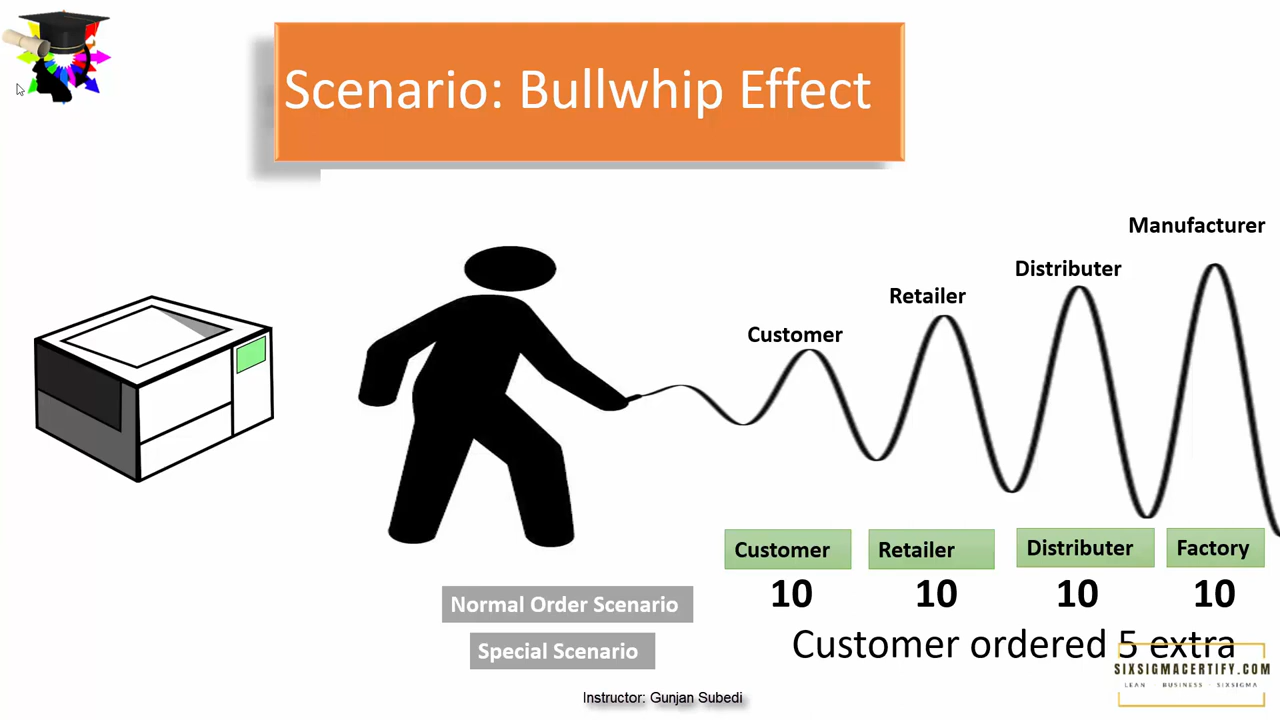 Scenario: Bullwhip Effect
Manufacturer
Distributer
Retailer
Customer
Customer Retailer Distributer Factory
Normal Order Scenario 10 10 10 10
Special Scenario Customer ordered 5 extra
SIXSIGMACERTIFY.COM
LEAN BUSINESS SIXSIGMA
Instructor: Gunjan Subedi